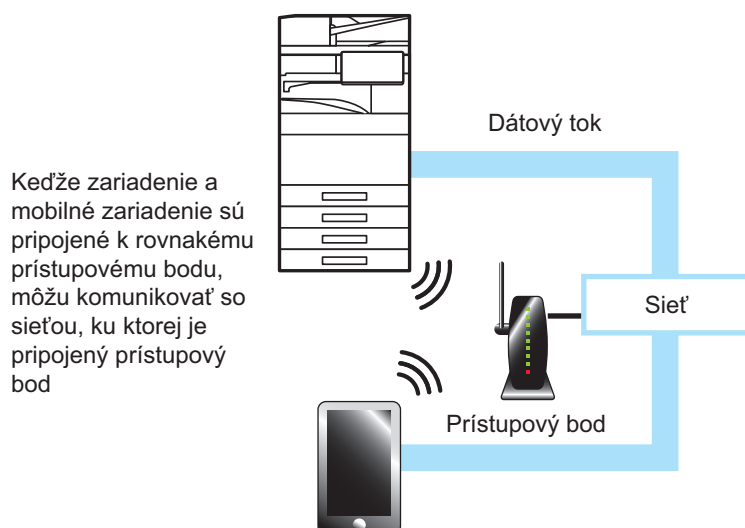 Dátový tok
Keďže zariadenie a
mobilné zariadenie sú
pripojené k rovnakému
prístupovému bodu,
môžu komunikovať so
sieťou, ku ktorej je
pripojený prístupový
bod
Sieť
Prístupový bod